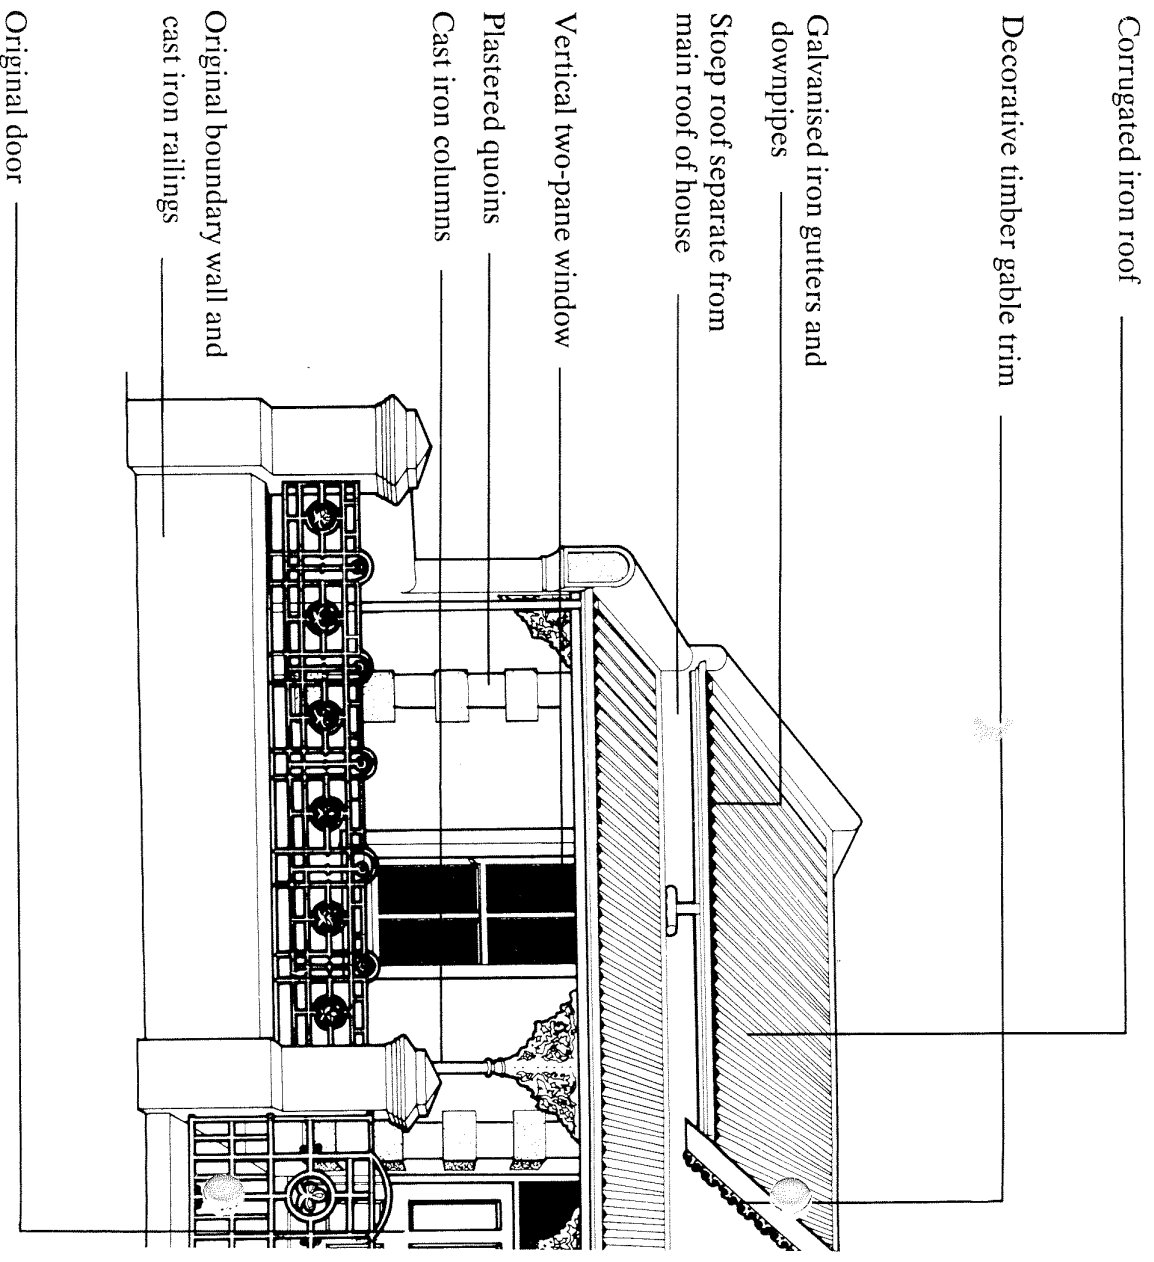 Corrugated iron roof
Decorative timber gable trim
Galvanised iron gutters and
downpipes
Stoep roof separate from
main roof of house
Vertical two-pane window
Plastered quoins
Cast iron columns
Original boundary wall and
cast iron railings
Original door